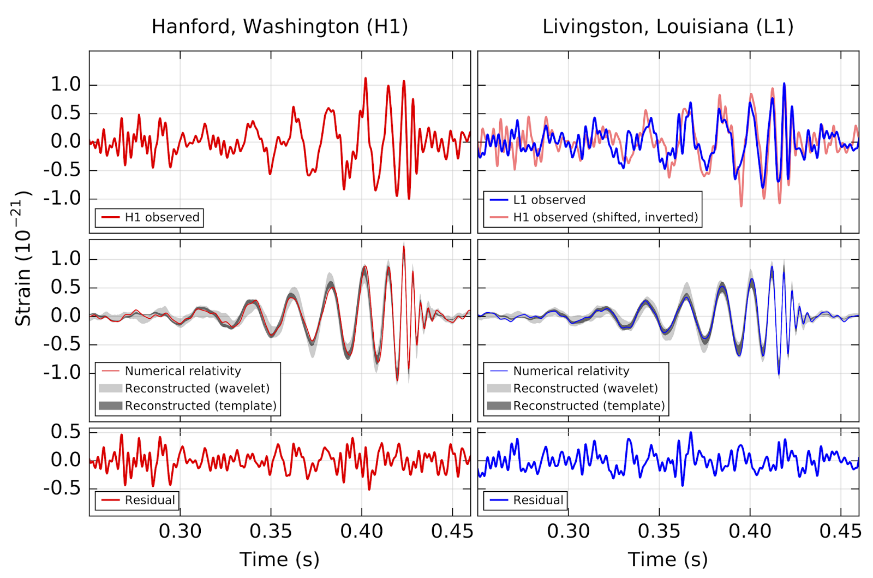 Hanford, Washington (H1)
Livingston, Louisiana (L1)
Strain (10⁻²¹)
1.0
0.5
0.0
-0.5
-1.0
H1 observed
L1 observed
H1 observed (shifted, inverted)
1.0
0.5
0.0
-0.5
-1.0
Numerical relativity
Reconstructed (wavelet)
Reconstructed (template)
Numerical relativity
Reconstructed (wavelet)
Reconstructed (template)
0.5
0.0
-0.5
Residual
Residual
0.30 0.35 0.40 0.45
0.30 0.35 0.40 0.45
Time (s)
Time (s)